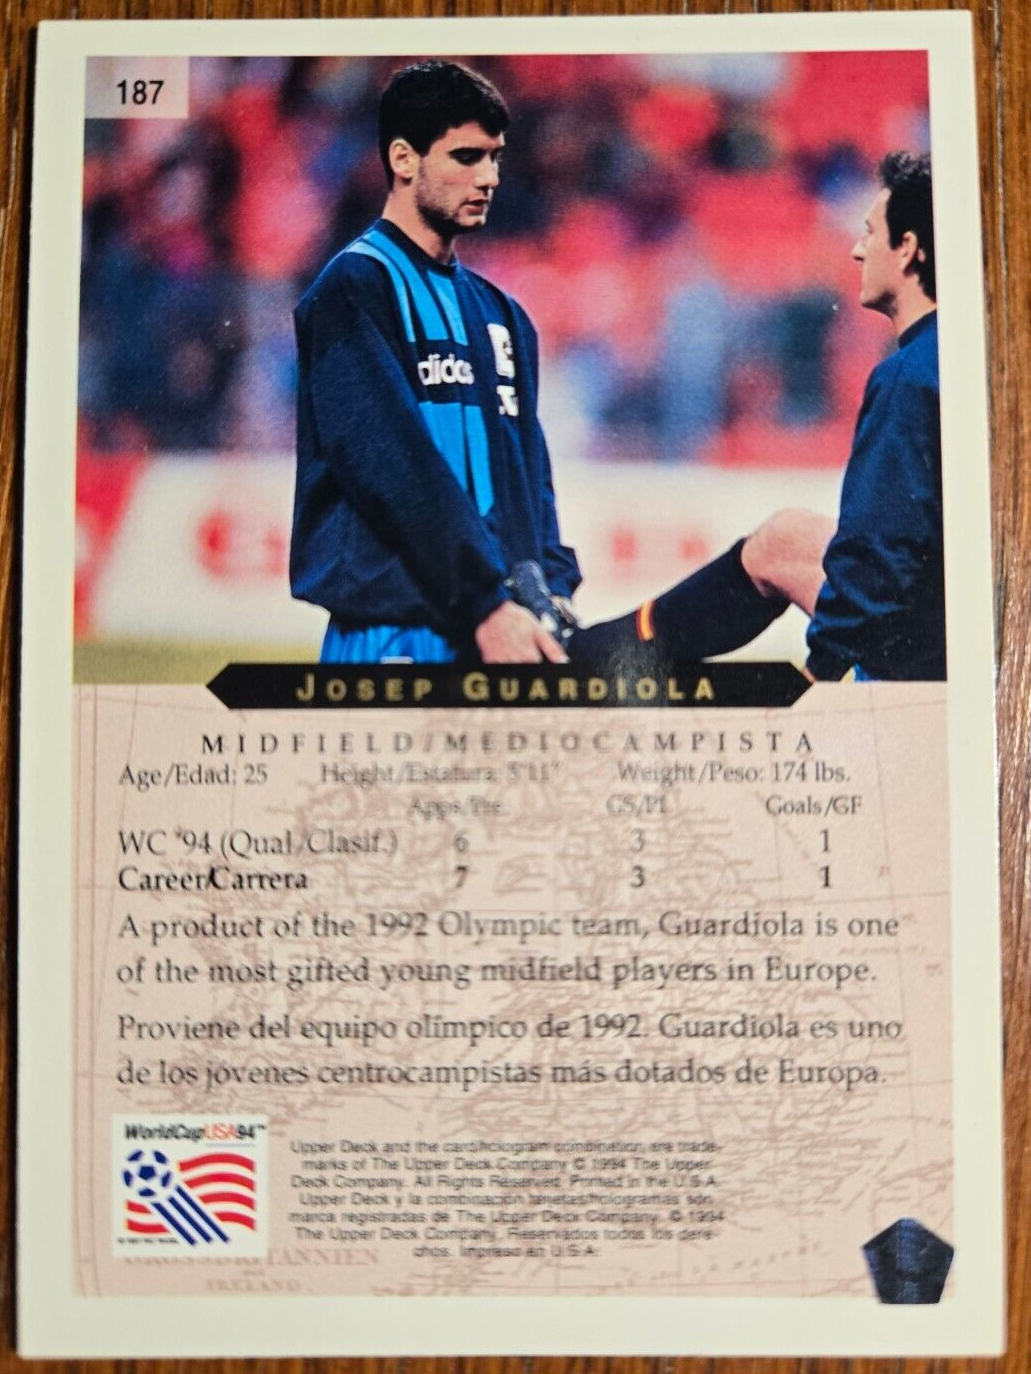 187
adidas
JOSEP GUARDIOLA
MIDFIELD/MEDIOCAMPISTA
Age/Edad: 25 Height/Estatura: 5'11" Weight/Peso: 174 lbs.
Apps/Pre. GS/PI Goals/GF
WC '94 (Qual./Clasif.) 6 3 1
Career/Carrera 7 3 1
A product of the 1992 Olympic team, Guardiola is one
of the most gifted young midfield players in Europe.
Proviene del equipo olímpico de 1992. Guardiola es uno
de los jóvenes centrocampistas más dotados de Europa.
WorldCupUSA94™
Upper Deck and the card/hologram combination are trade-
marks of The Upper Deck Company © 1994 The Upper
Deck Company. All Rights Reserved. Printed in the U.S.A.
Upper Deck y la combinación tarjetas/hologramas són
marca registradas de The Upper Deck Company. © 1994
The Upper Deck Company. Reservados todos los dere-
chos. Impreso en U.S.A.
GROSSBRITANNIEN
IRELAND